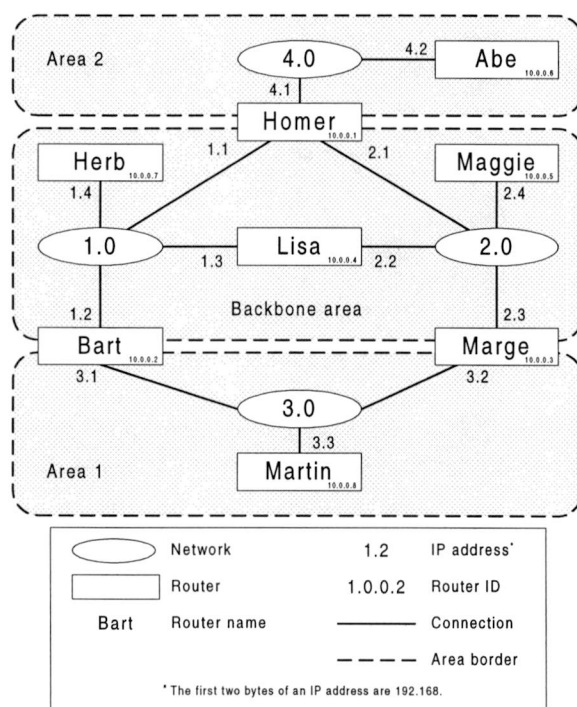 Area 2
4.0
4.2
Abe
10.0.0.6
4.1
Homer
10.0.0.1
Herb
10.0.0.7
1.1
2.1
Maggie
10.0.0.5
1.4
2.4
1.0
Lisa
10.0.0.4
2.0
1.3
2.2
Backbone area
1.2
2.3
Bart
10.0.0.2
Marge
10.0.0.3
3.1
3.2
3.0
3.3
Area 1
Martin
10.0.0.8
Network
1.2
IP address*
Router
1.0.0.2
Router ID
Bart
Router name
Connection
Area border
* The first two bytes of an IP address are 192.168.